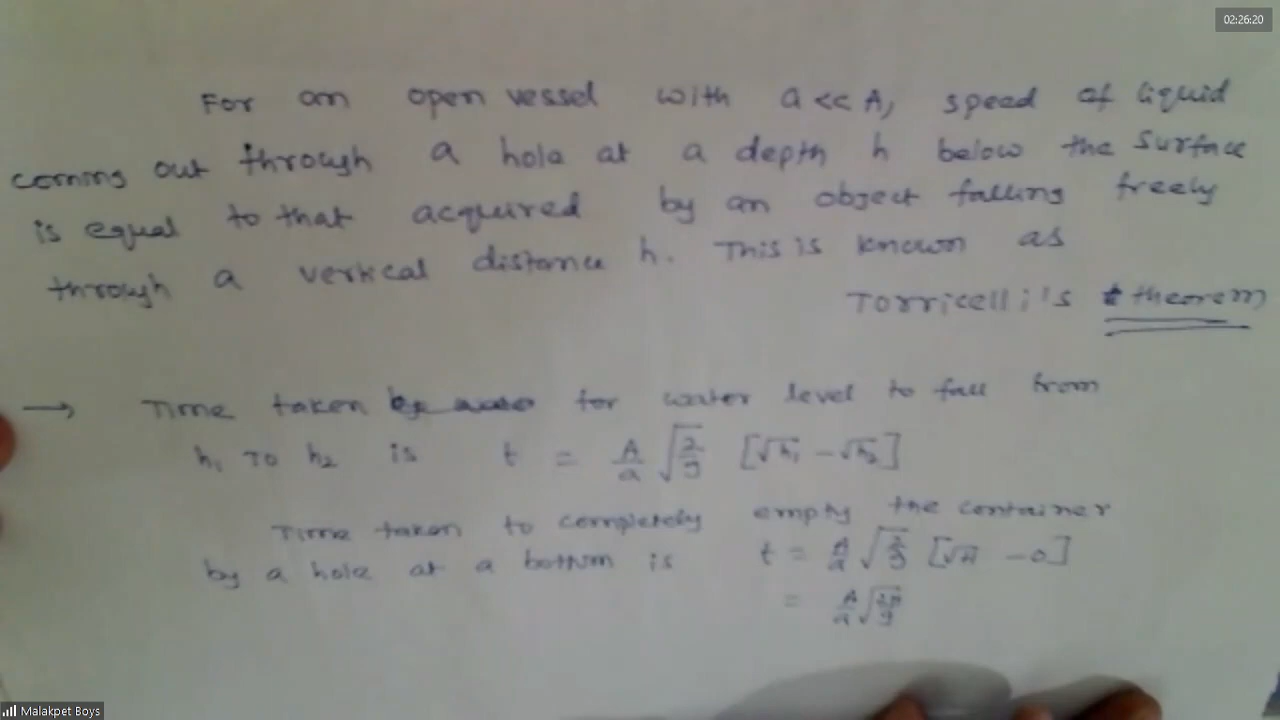 02:26:20
For an open vessel with a << A, speed of liquid
coming out through a hole at a depth h below the surface
is equal to that acquired by an object falling freely
through a vertical distance h. This is known as
Torricelli's theorem
→ Time taken for water level to fall from
h₁ to h₂ is t = A/a √(2/g) [√h₁ - √h₂]
Time taken to completely empty the container
by a hole at a bottom is t = A/a √(2/g) [√H - 0]
= A/a √(2H/g)
Malakpet Boys